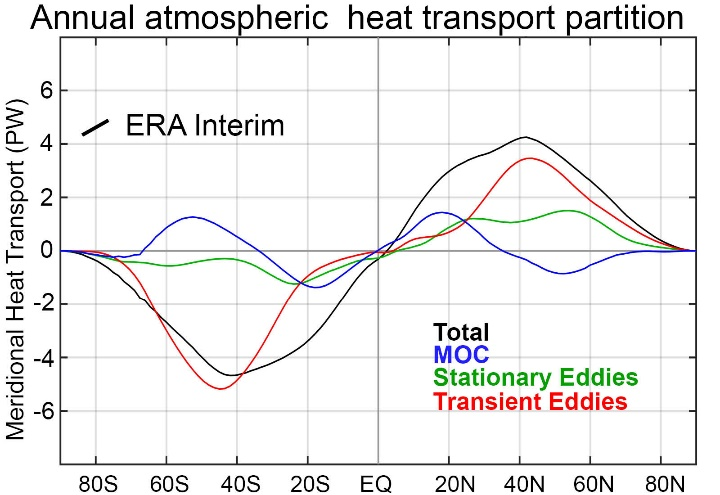 Annual atmospheric heat transport partition
Meridional Heat Transport (PW)
6
4
2
0
-2
-4
-6
ERA Interim
Total
MOC
Stationary Eddies
Transient Eddies
80S 60S 40S 20S EQ 20N 40N 60N 80N